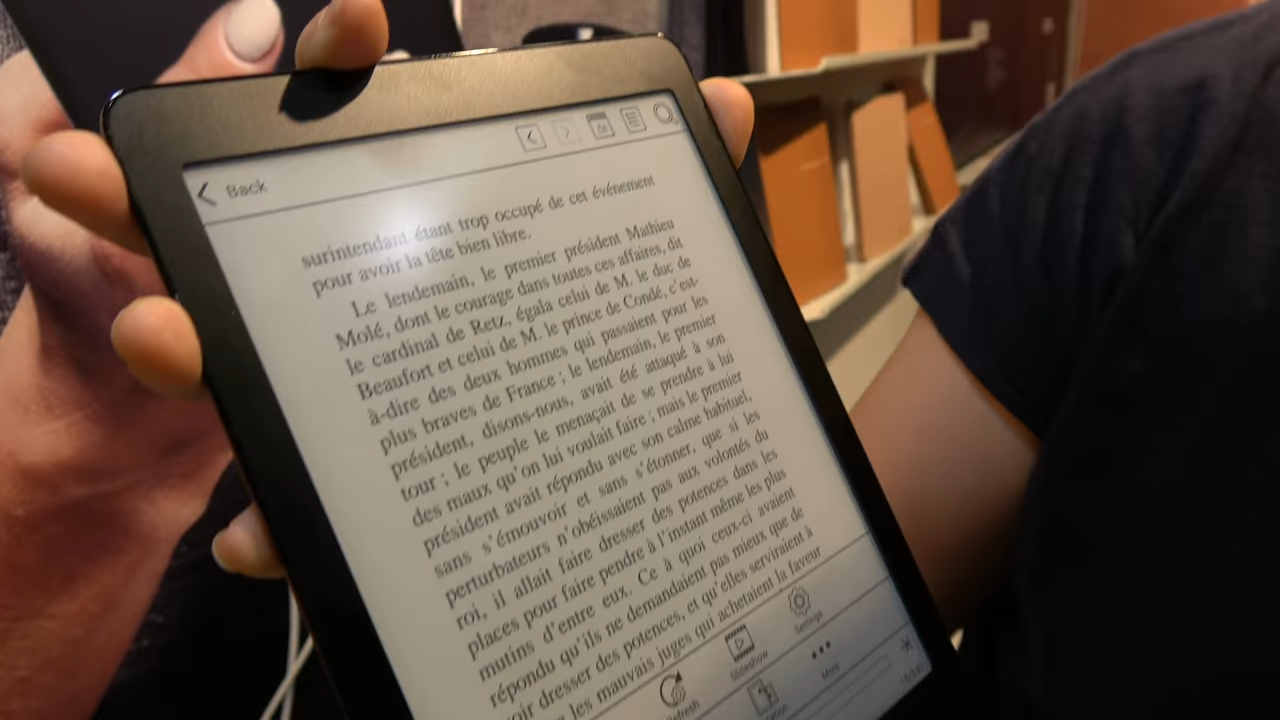 Back
surintendant étant trop occupé de cet événement
pour avoir la tête bien libre.
Le lendemain, le premier président Mathieu
Molé, dont le courage dans toutes ces affaires, dit
le cardinal de Retz, égala celui de M. le duc de
Beaufort et celui de M. le prince de Condé, c'est-
à-dire des deux hommes qui passaient pour les
plus braves de France ; le lendemain, le premier
président, disons-nous, avait été attaqué à son
tour ; le peuple le menaçait de se prendre à lui
des maux qu'on lui voulait faire ; mais le premier
président avait répondu avec son calme habituel,
sans s'émouvoir et sans s'étonner, que si les
perturbateurs n'obéissaient pas aux volontés du
roi, il allait faire dresser des potences dans les
places pour faire pendre à l'instant même les plus
mutins d'entre eux. Ce à quoi ceux-ci avaient
répondu qu'ils ne demandaient pas mieux que de
voir dresser des potences, et qu'elles serviraient à
les mauvais juges qui achetaient la faveur
Refresh
Slideshow
Settings
More